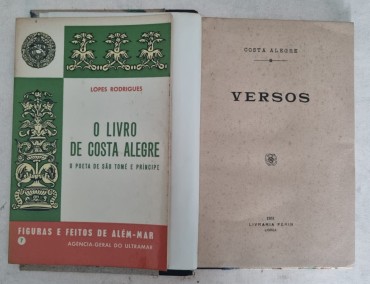 LOPES RODRIGUES
O LIVRO
DE COSTA ALEGRE
O POETA DE SÃO TOMÉ E PRÍNCIPE
FIGURAS E FEITOS DE ALÉM-MAR
AGENCIA-GERAL DO ULTRAMAR
COSTA ALEGRE
VERSOS
LIVRARIA FERIN